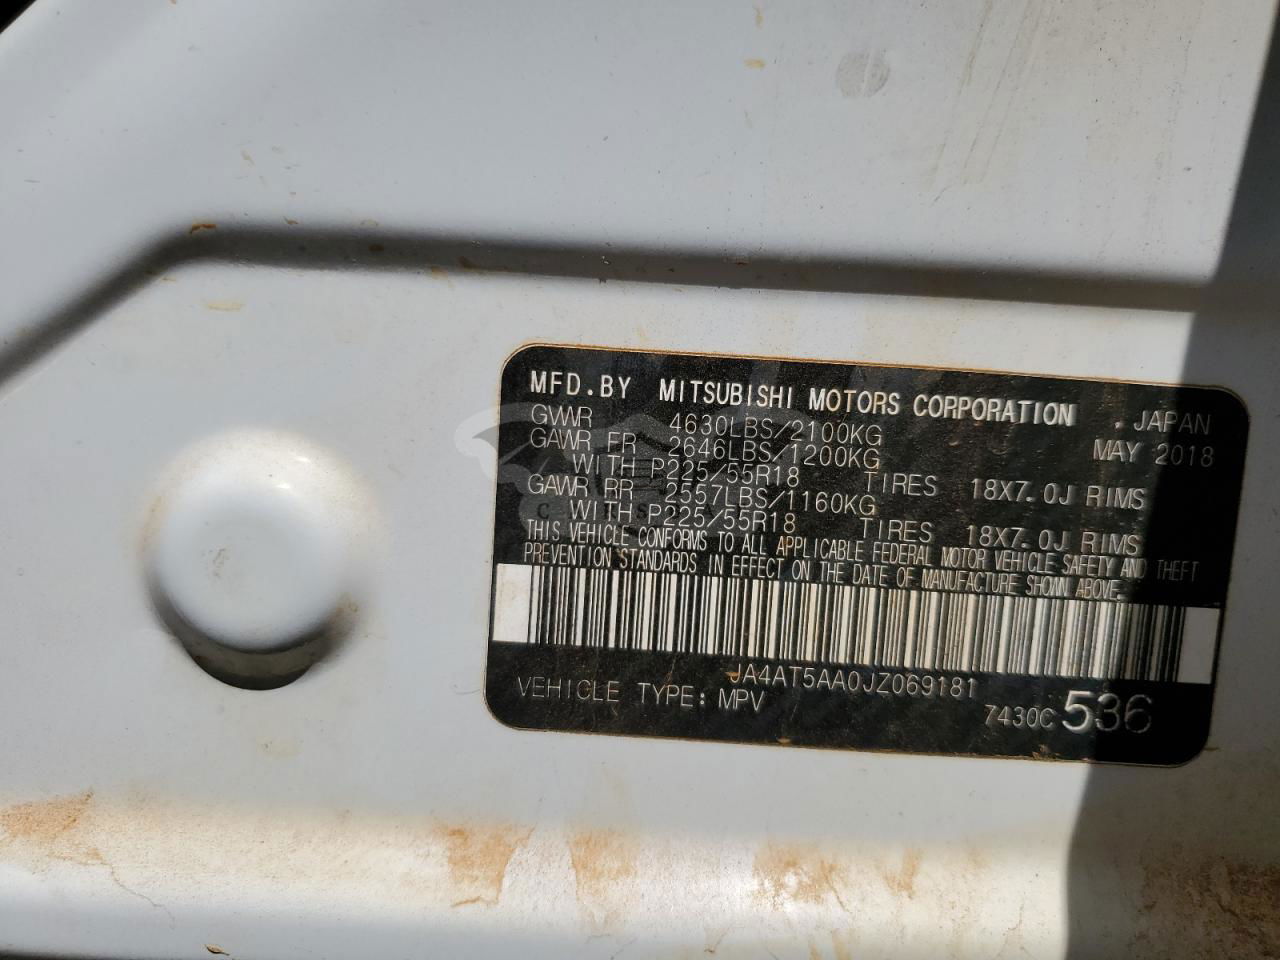 MFD.BY MITSUBISHI MOTORS CORPORATION .JAPAN
GVWR 4630LBS/2100KG MAY 2018
GAWR FR 2646LBS/1200KG
WITH P225/55R18 TIRES 18X7.0J RIMS
GAWR RR 2557LBS/1160KG
WITH P225/55R18 TIRES 18X7.0J RIMS
THIS VEHICLE CONFORMS TO ALL APPLICABLE FEDERAL MOTOR VEHICLE SAFETY AND THEFT
PREVENTION STANDARDS IN EFFECT ON THE DATE OF MANUFACTURE SHOWN ABOVE.
JA4AT5AA0JZ069181
VEHICLE TYPE: MPV 7430C 536